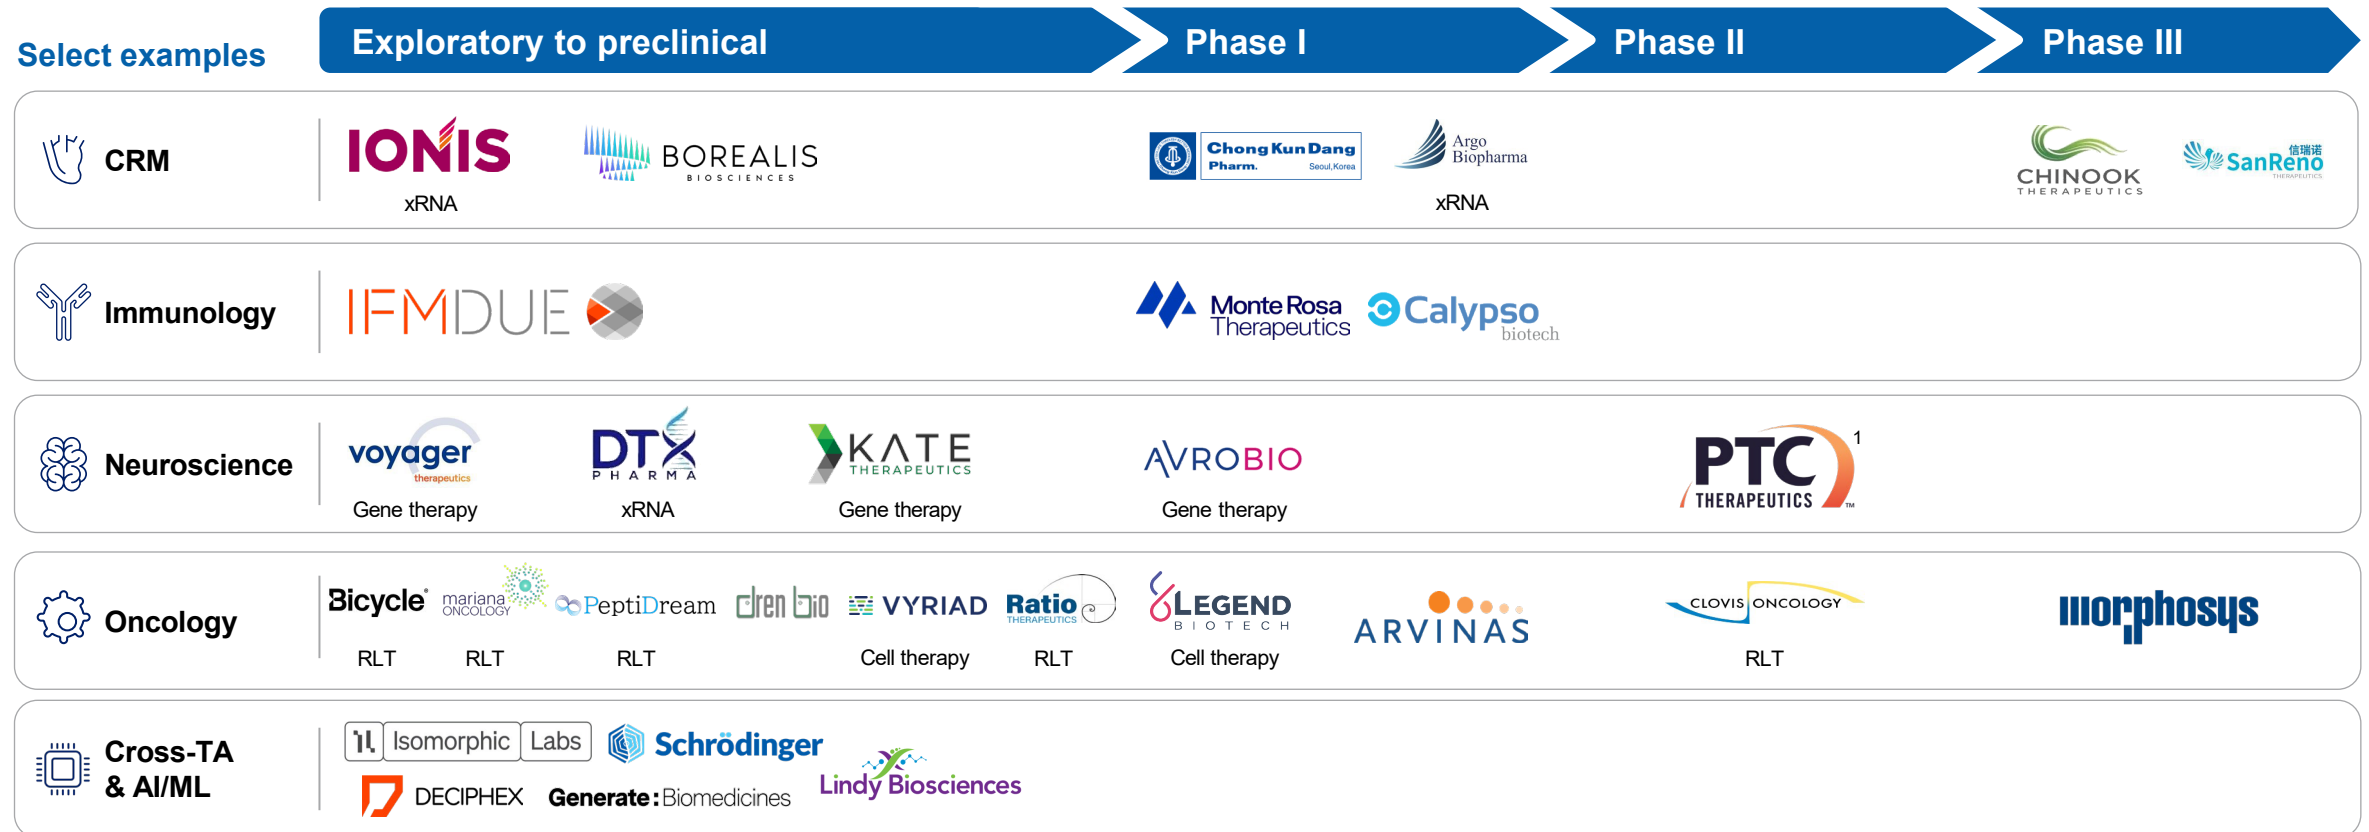 Select examples
Exploratory to preclinical
Phase I
Phase II
Phase III
CRM
IONIS
xRNA
BOREALIS
BIOSCIENCES
Chong Kun Dang
Pharm.
Seoul, Korea
Argo
Biopharma
xRNA
CHINOOK
THERAPEUTICS
信瑞诺
SanReno
THERAPEUTICS
Immunology
IFMDUE
Monte Rosa
Therapeutics
Calypso
biotech
Neuroscience
voyager
therapeutics
Gene therapy
DTX
PHARMA
xRNA
KATE
THERAPEUTICS
Gene therapy
AVROBIO
Gene therapy
PTC
THERAPEUTICS
TM
1
Oncology
Bicycle®
RLT
mariana
ONCOLOGY
RLT
PeptiDream
RLT
dren bio
VYRIAD
Cell therapy
Ratio
THERAPEUTICS
RLT
LEGEND
BIOTECH
Cell therapy
ARVINAS
CLOVIS ONCOLOGY
RLT
morphosys
Cross-TA
& AI/ML
Isomorphic Labs
Schrödinger
DECIPHEX
Generate:Biomedicines
Lindy Biosciences